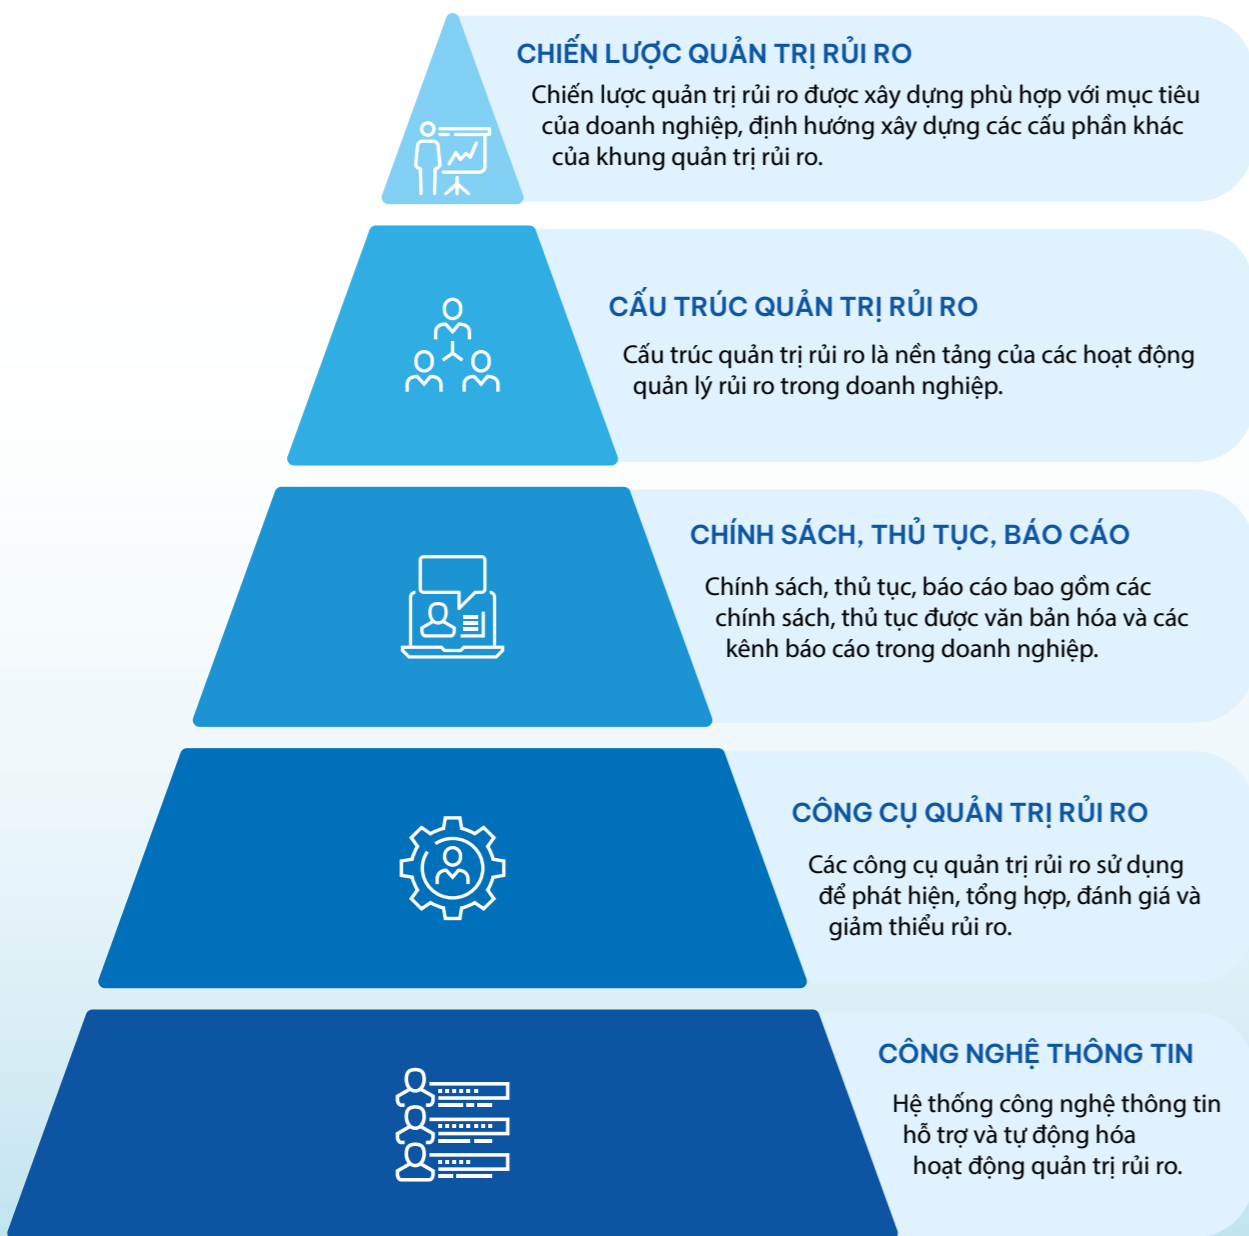 CHIẾN LƯỢC QUẢN TRỊ RỦI RO
Chiến lược quản trị rủi ro được xây dựng phù hợp với mục tiêu
của doanh nghiệp, định hướng xây dựng các cấu phần khác
của khung quản trị rủi ro.
CẤU TRÚC QUẢN TRỊ RỦI RO
Cấu trúc quản trị rủi ro là nền tảng của các hoạt động
quản lý rủi ro trong doanh nghiệp.
CHÍNH SÁCH, THỦ TỤC, BÁO CÁO
Chính sách, thủ tục, báo cáo bao gồm các
chính sách, thủ tục được văn bản hóa và các
kênh báo cáo trong doanh nghiệp.
CÔNG CỤ QUẢN TRỊ RỦI RO
Các công cụ quản trị rủi ro sử dụng
để phát hiện, tổng hợp, đánh giá và
giảm thiểu rủi ro.
CÔNG NGHỆ THÔNG TIN
Hệ thống công nghệ thông tin
hỗ trợ và tự động hóa
hoạt động quản trị rủi ro.